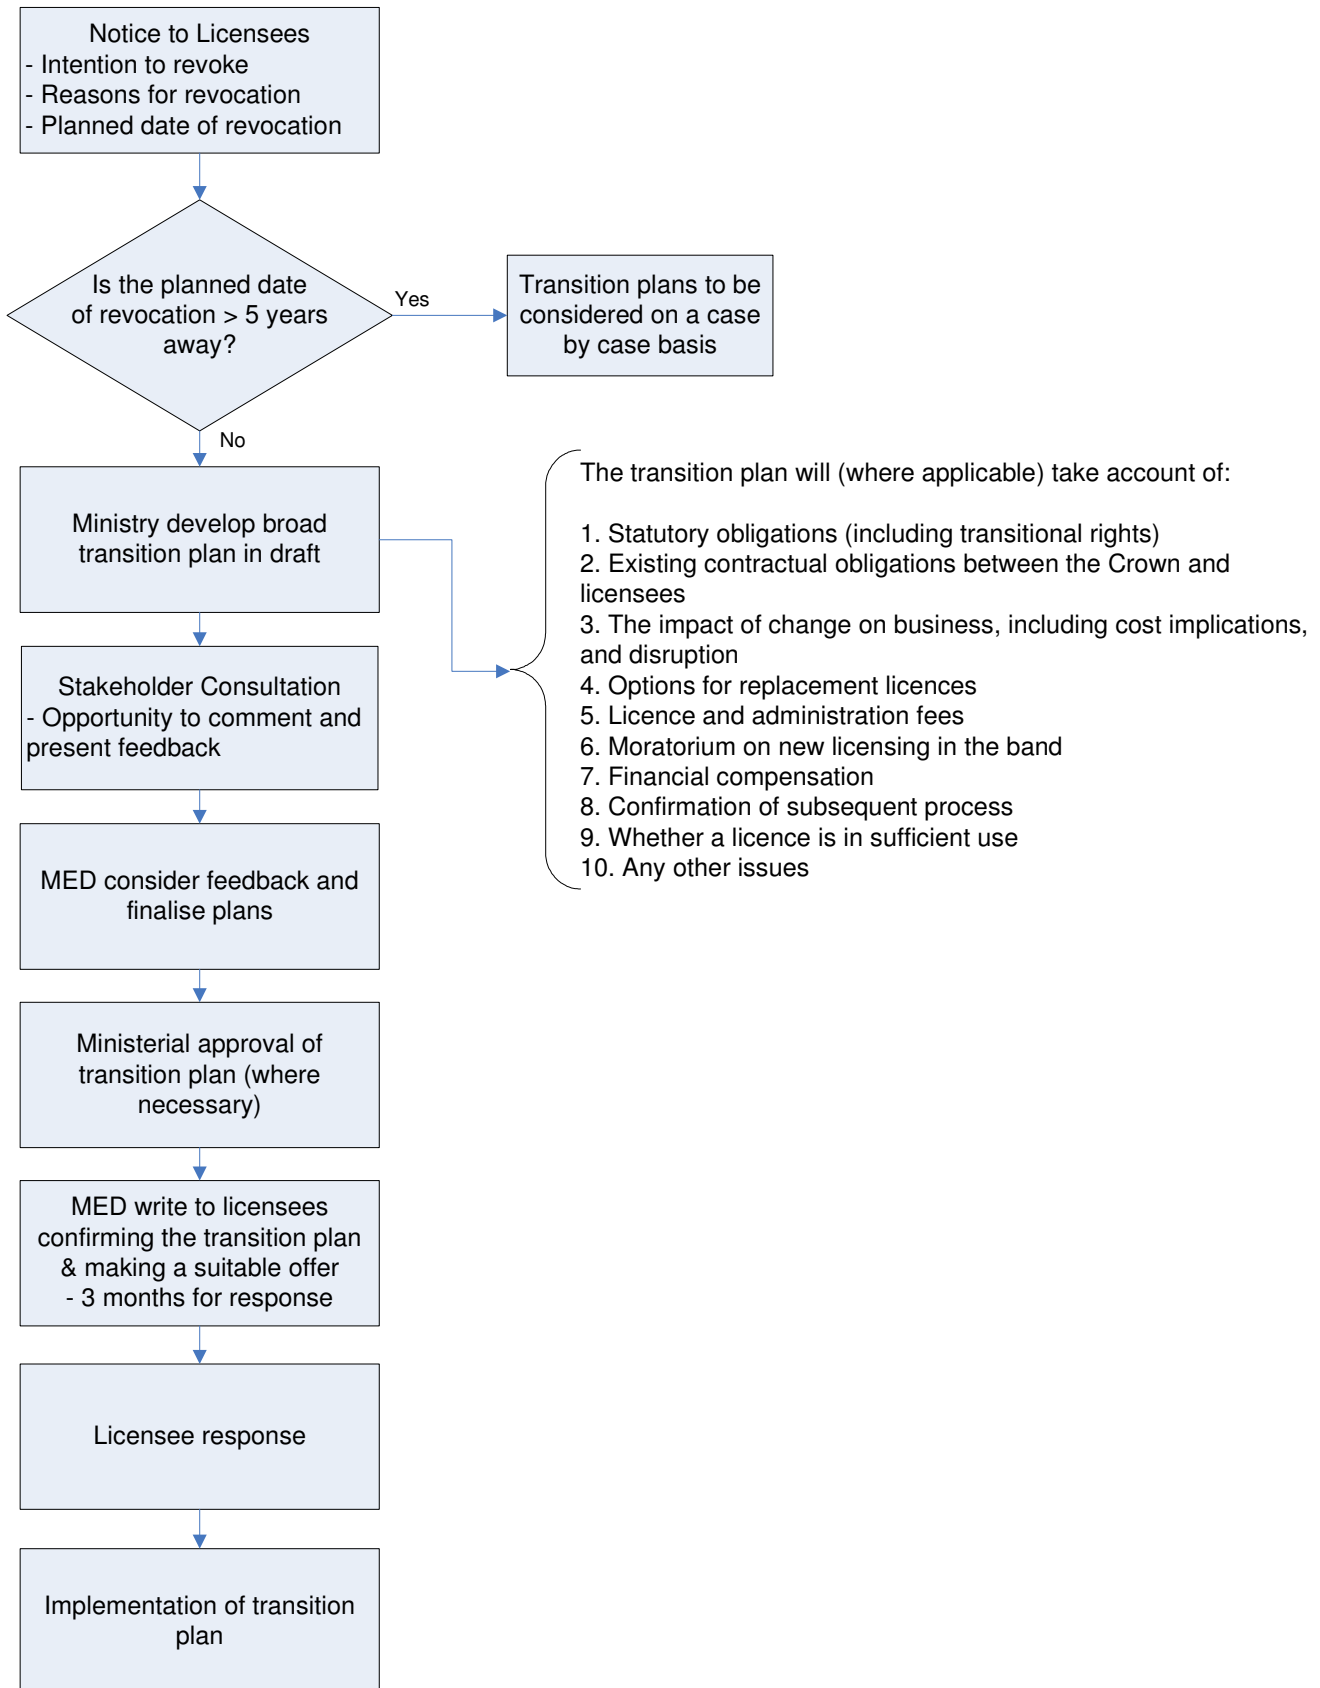 Notice to Licensees
- Intention to revoke
- Reasons for revocation
- Planned date of revocation
Is the planned date
of revocation > 5 years
away?
Yes
Transition plans to be
considered on a case
by case basis
No
Ministry develop broad
transition plan in draft
The transition plan will (where applicable) take account of:
1. Statutory obligations (including transitional rights)
2. Existing contractual obligations between the Crown and
licensees
3. The impact of change on business, including cost implications,
and disruption
4. Options for replacement licences
5. Licence and administration fees
6. Moratorium on new licensing in the band
7. Financial compensation
8. Confirmation of subsequent process
9. Whether a licence is in sufficient use
10. Any other issues
Stakeholder Consultation
- Opportunity to comment and
present feedback
MED consider feedback and
finalise plans
Ministerial approval of
transition plan (where
necessary)
MED write to licensees
confirming the transition plan
& making a suitable offer
- 3 months for response
Licensee response
Implementation of transition
plan